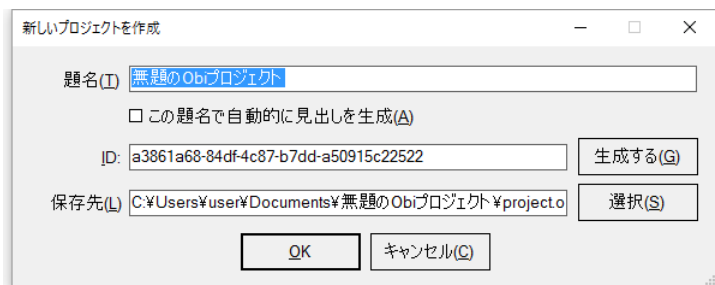 新しいプロジェクトを作成
題名(T) 無題のObiプロジェクト
この題名で自動的に見出しを生成(A)
ID: a3861a68-84df-4c87-b7dd-a50915c22522 生成する(G)
保存先(L) C:¥Users¥user¥Documents¥無題のObiプロジェクト¥project.o 選択(S)
OK キャンセル(C)